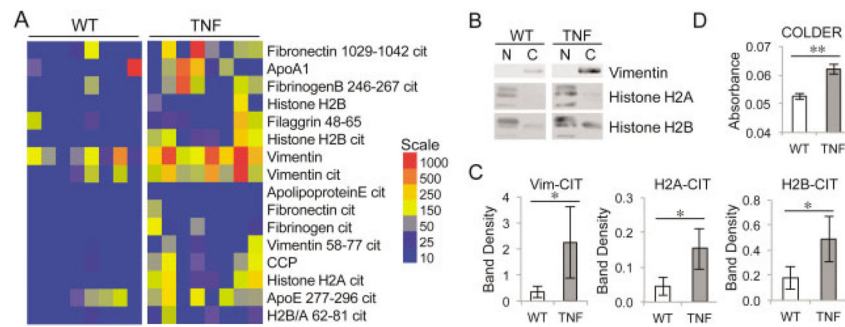 A
WT
TNF
Fibronectin 1029-1042 cit
ApoA1
FibrinogenB 246-267 cit
Histone H2B
Filaggrin 48-65
Histone H2B cit
Vimentin
Vimentin cit
ApolipoproteinE cit
Fibronectin cit
Fibrinogen cit
Vimentin 58-77 cit
CCP
Histone H2A cit
ApoE 277-296 cit
H2B/A 62-81 cit
Scale
1000
500
250
150
50
25
10
B
WT
TNF
N C N C
Vimentin
Histone H2A
Histone H2B
D
COLDER
**
Absorbance
0.07
0.06
0.05
0.04
WT TNF
C
Vim-CIT
*
Band Density
4
2
0
WT TNF
H2A-CIT
*
Band Density
0.3
0.2
0.1
0.0
WT TNF
H2B-CIT
*
Band Density
1.2
0.8
0.4
0
WT TNF